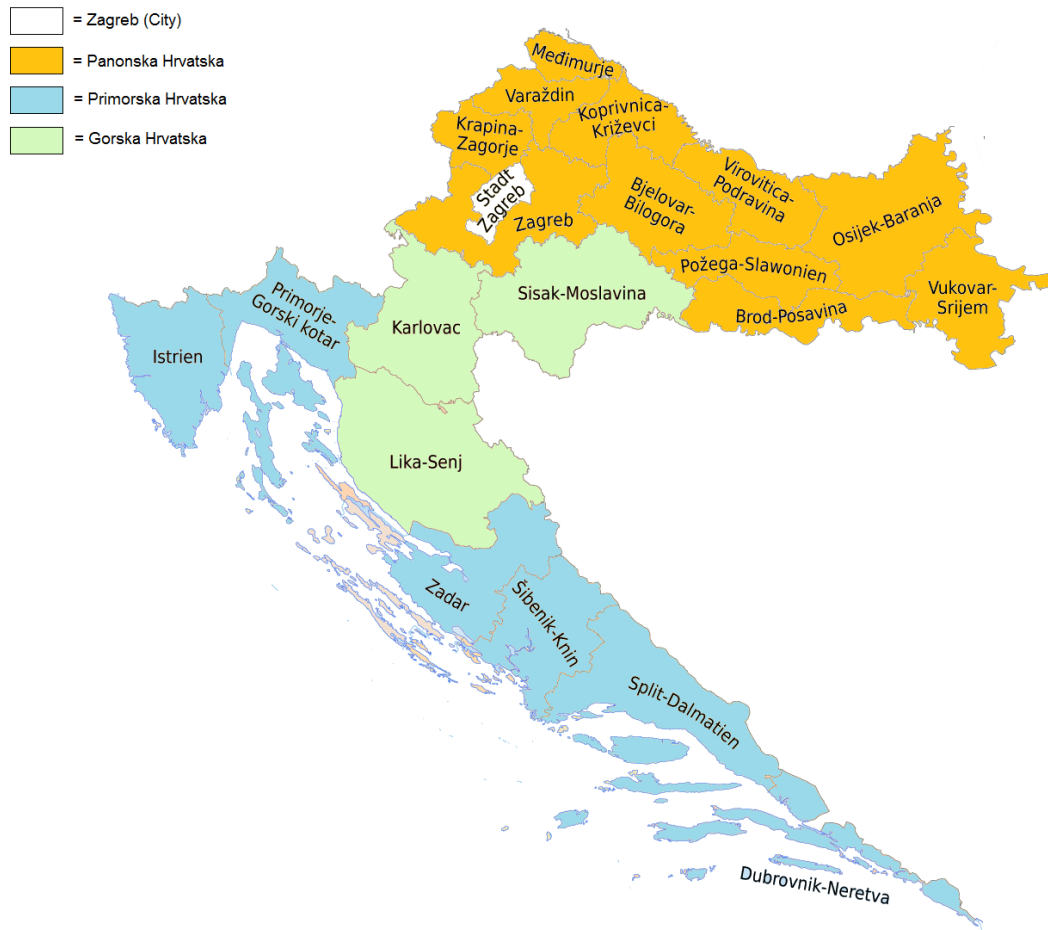 = Zagreb (City)
= Panonska Hrvatska
= Primorska Hrvatska
= Gorska Hrvatska
Međimurje
Varaždin
Koprivnica-
Križevci
Krapina-
Zagorje
Stadt
Zagreb
Zagreb
Bjelovar-
Bilogora
Virovitica-
Podravina
Osijek-Baranja
Požega-Slawonien
Brod-Posavina
Vukovar-
Srijem
Sisak-Moslavina
Karlovac
Primorje-
Gorski kotar
Istrien
Lika-Senj
Zadar
Šibenik-Knin
Split-Dalmatien
Dubrovnik-Neretva